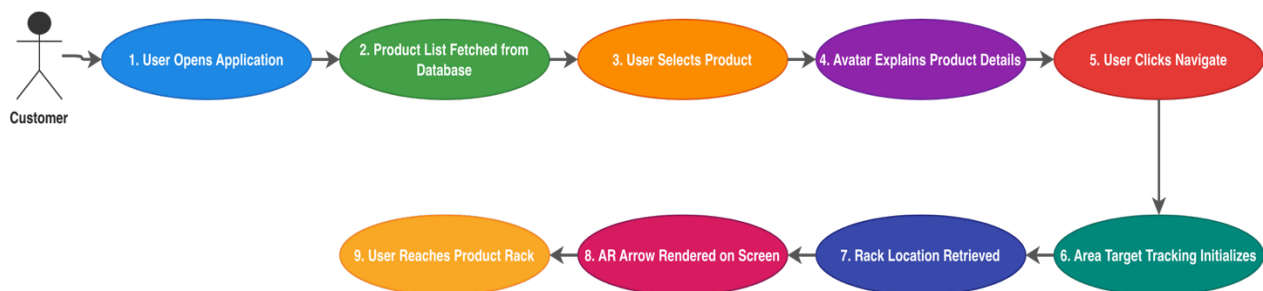 Customer
1. User Opens Application
2. Product List Fetched from
Database
3. User Selects Product
4. Avatar Explains Product Details
5. User Clicks Navigate
6. Area Target Tracking Initializes
7. Rack Location Retrieved
8. AR Arrow Rendered on Screen
9. User Reaches Product Rack